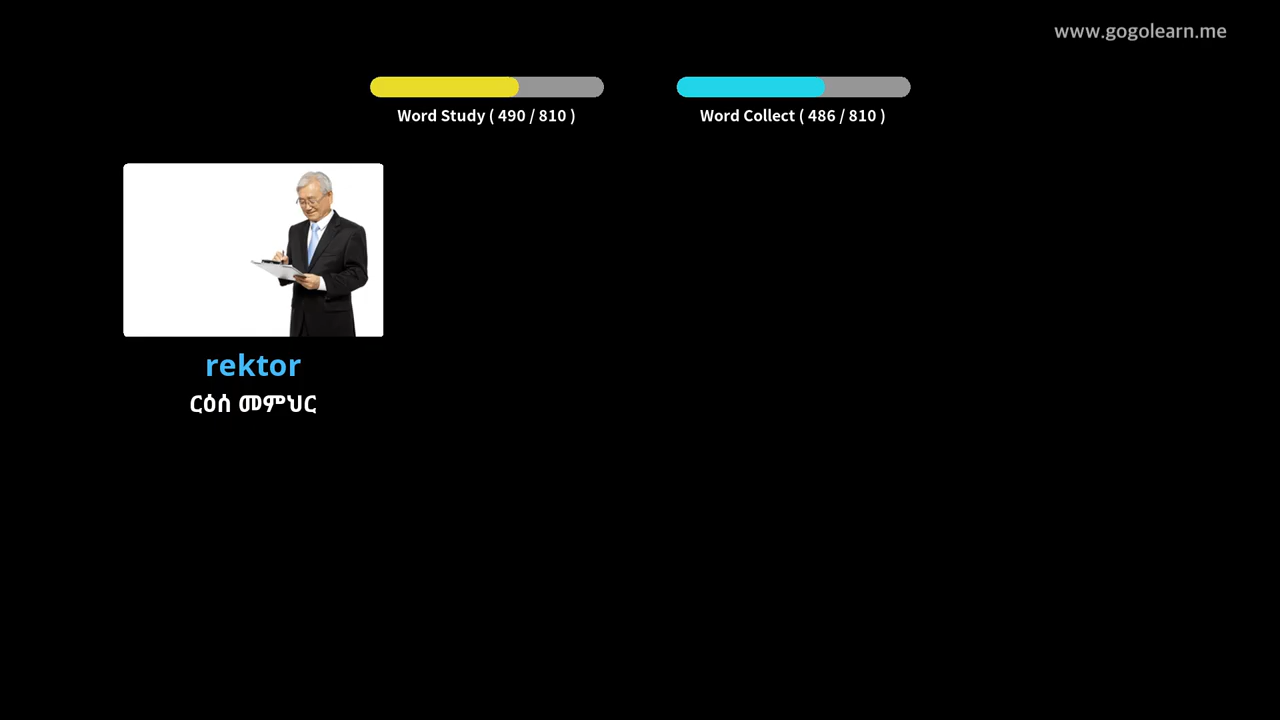 www.gogolearn.me
Word Study ( 490 / 810 )
Word Collect ( 486 / 810 )
rektor
ርዕሰ መምህር